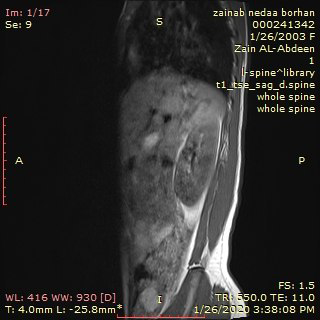 Im: 1/17
Se: 9
zainab nedaa borhan
000241342
1/26/2003 F
Zain AL-Abdeen
1
l-spine^library
t1_tse_sag_d.spine
whole spine
whole spine
S
A
P
I
FS: 1.5
WL: 416 WW: 930 [D]
TR: 550.0 TE: 11.0
T: 4.0mm L: -25.8mm*
1/26/2020 3:38:08 PM